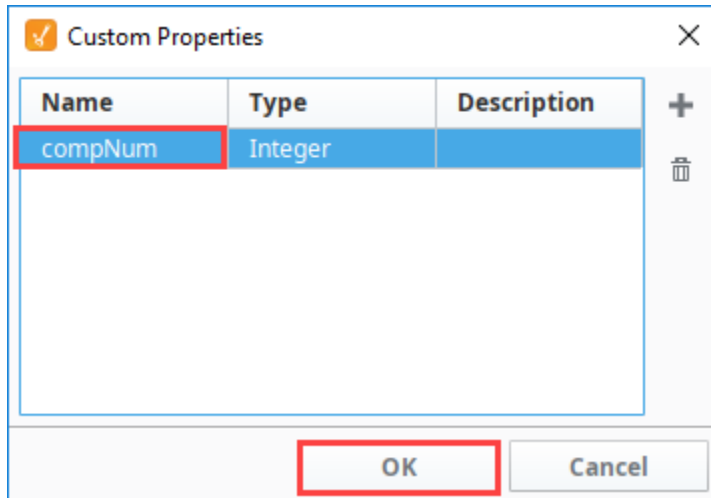 Custom Properties
Name Type Description
compNum Integer
OK Cancel